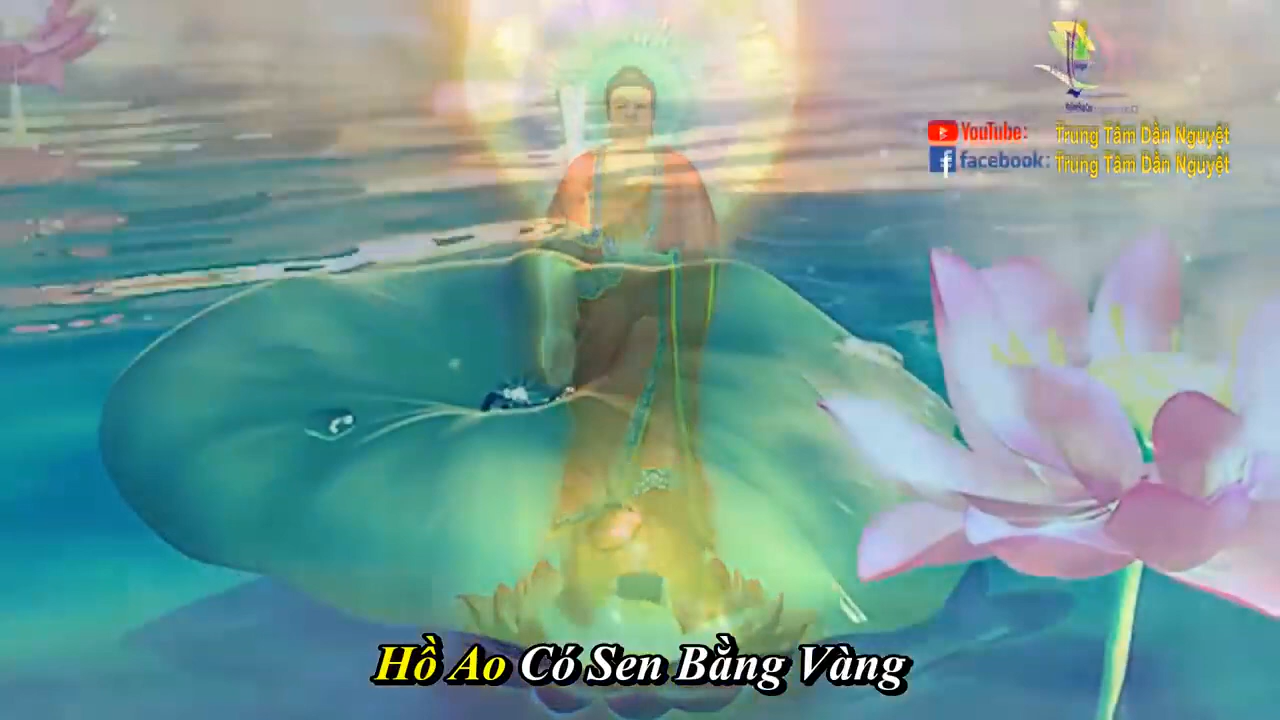 YouTube: Trung Tâm Dần Nguyệt
facebook: Trung Tâm Dần Nguyệt
Hồ Ao Có Sen Bằng Vàng